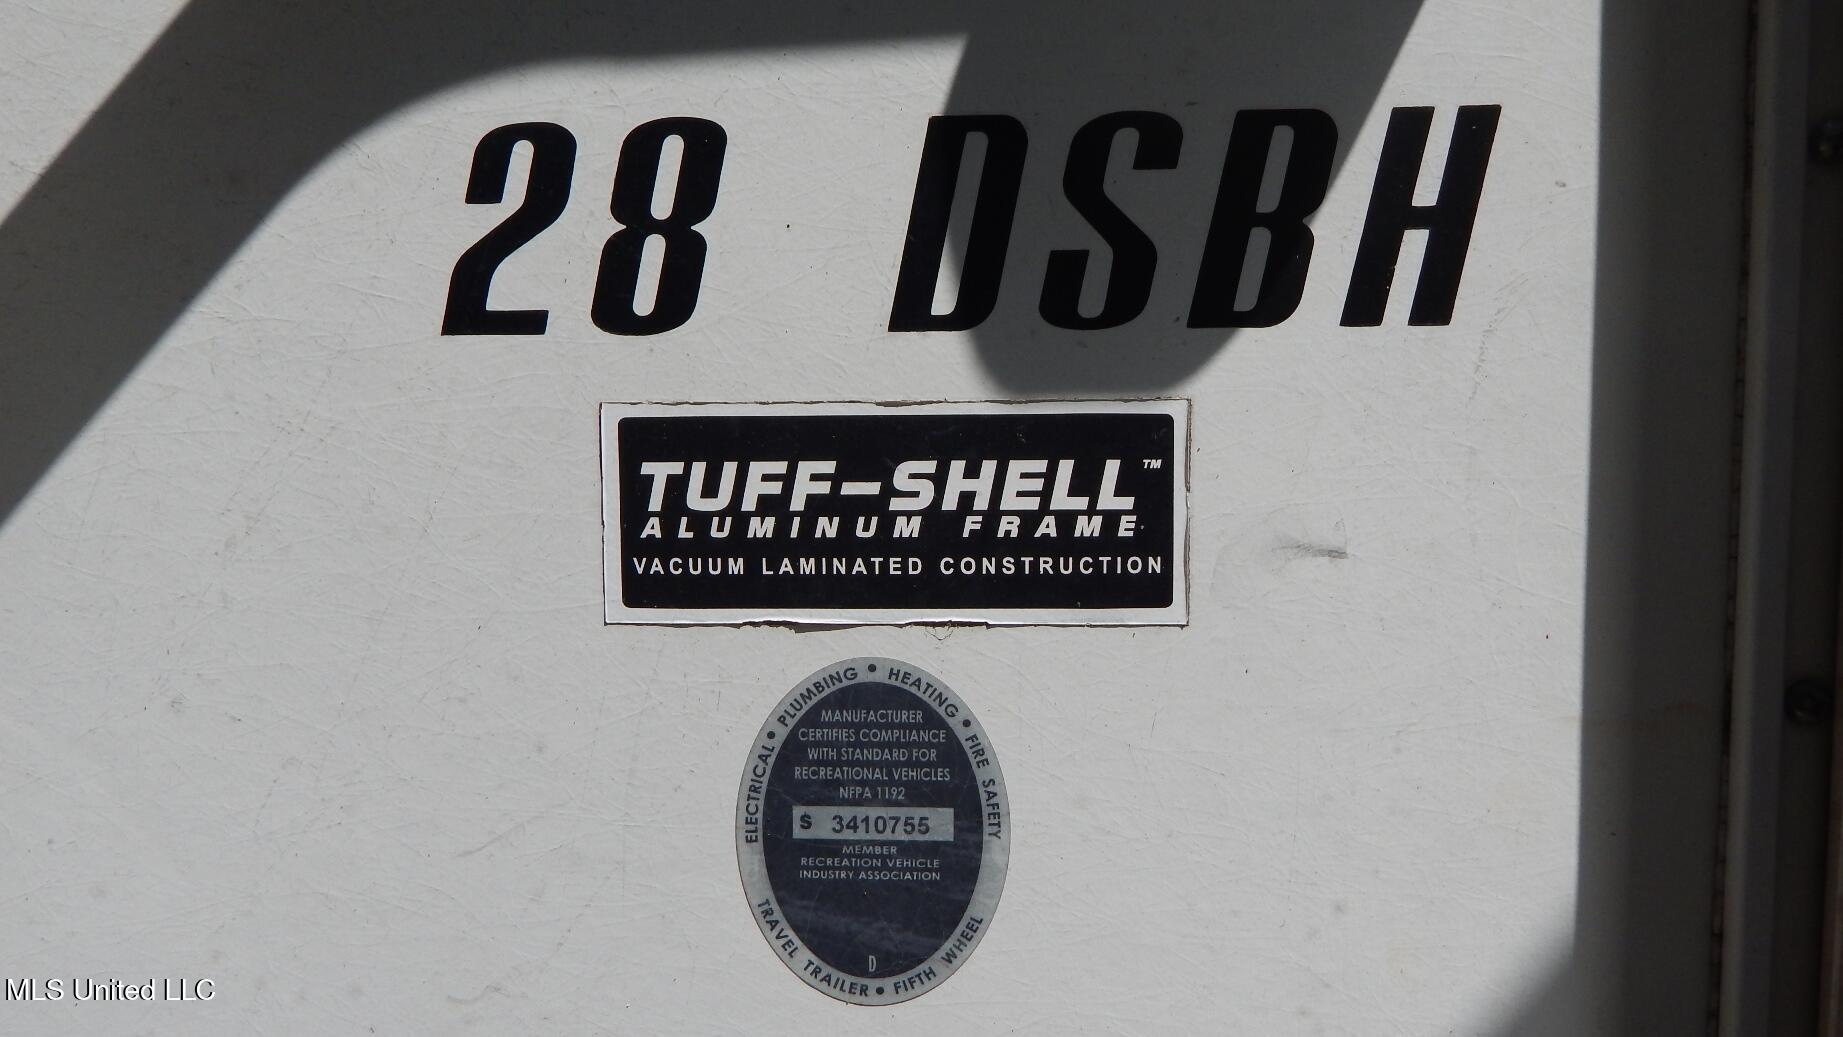 28 DSBH
TUFF-SHELL™
ALUMINUM FRAME
VACUUM LAMINATED CONSTRUCTION
ELECTRICAL • PLUMBING • HEATING • FIRE SAFETY
MANUFACTURER
CERTIFIES COMPLIANCE
WITH STANDARD FOR
RECREATIONAL VEHICLES
NFPA 1192
S 3410755
MEMBER
RECREATION VEHICLE
INDUSTRY ASSOCIATION
D
TRAVEL TRAILER • FIFTH WHEEL
MLS United LLC